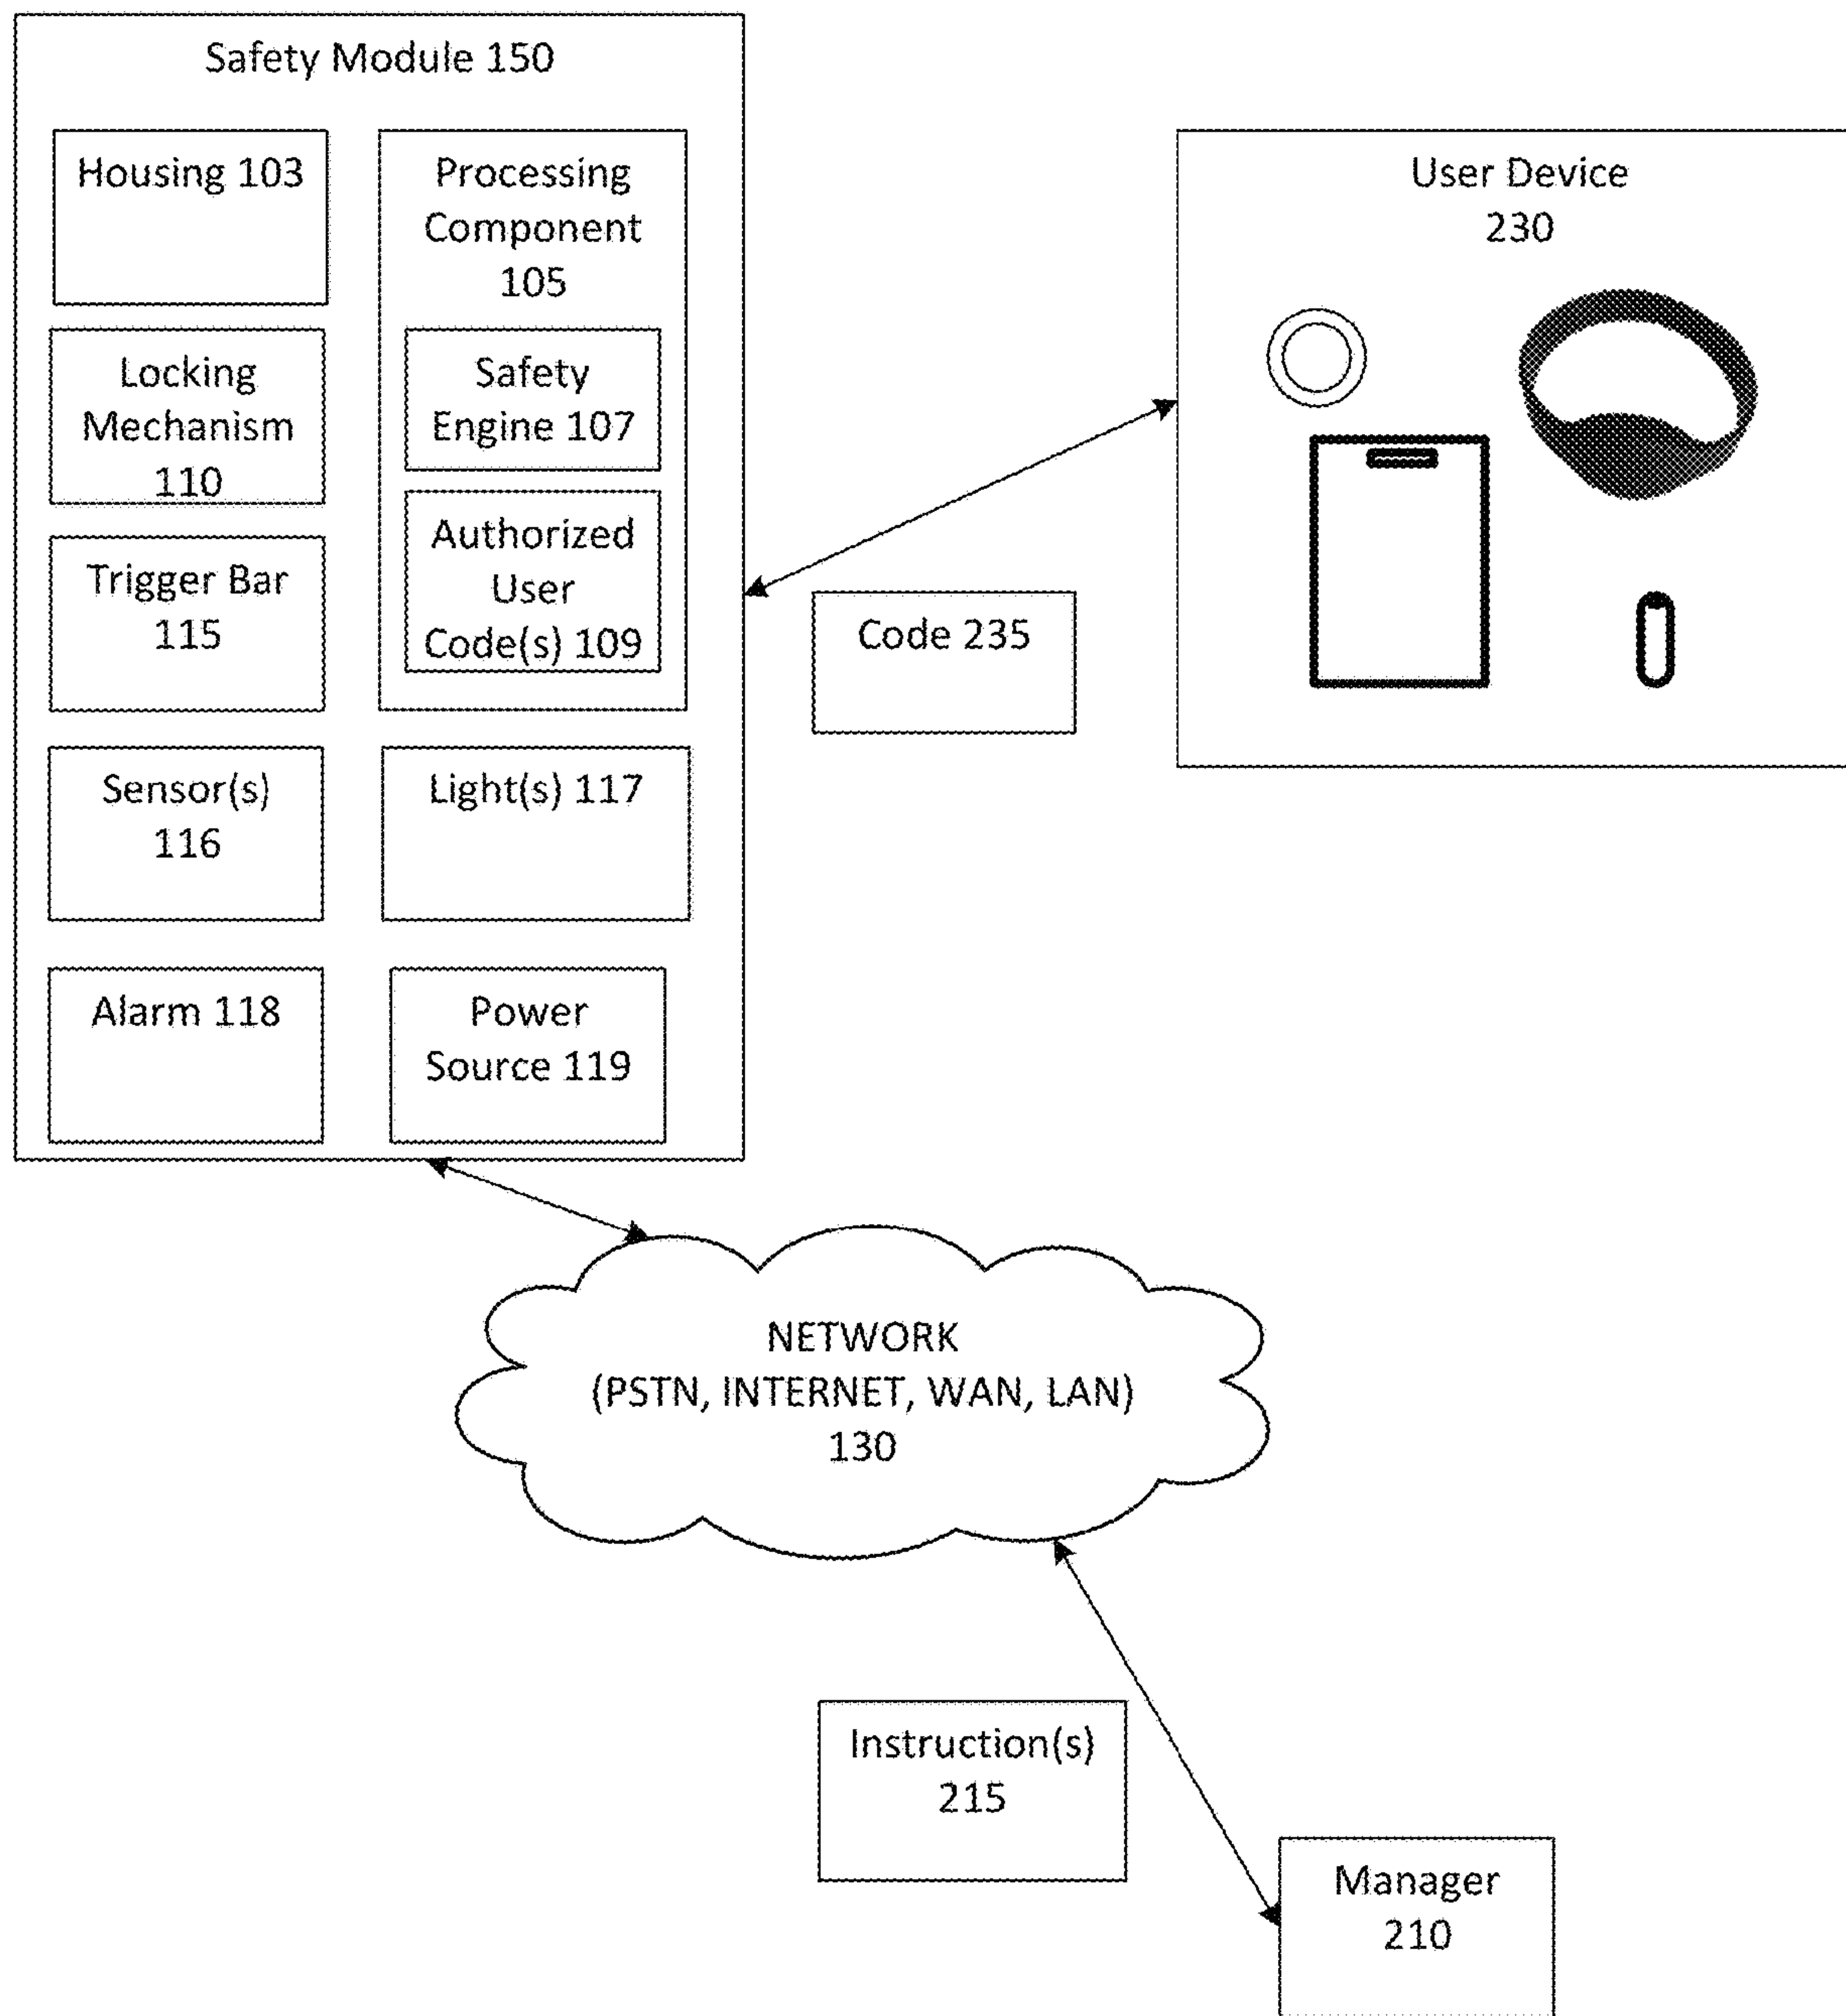 Safety Module 150
Housing 103
Processing
Component
105
Locking
Mechanism
110
Safety
Engine 107
Authorized
User
Code(s) 109
Trigger Bar
115
Sensor(s)
116
Light(s) 117
Alarm 118
Power
Source 119
User Device
230
Code 235
NETWORK
(PSTN, INTERNET, WAN, LAN)
130
Instruction(s)
215
Manager
210